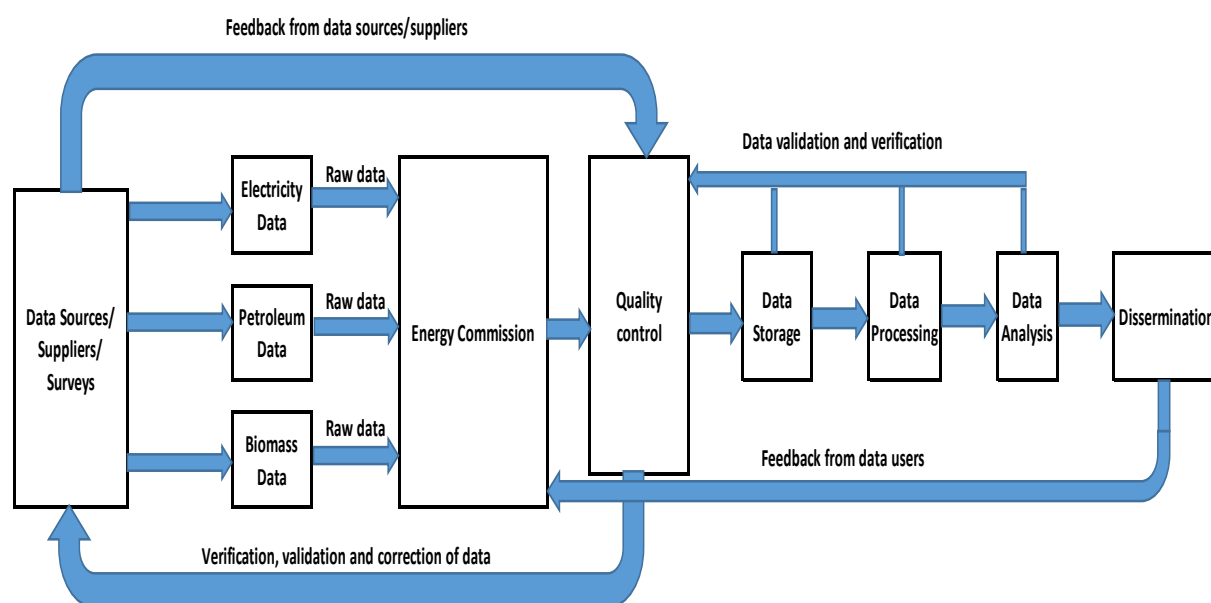 Feedback from data sources/suppliers
Data validation and verification
Electricity
Data
Raw data
Data Sources/
Suppliers/
Surveys
Petroleum
Data
Raw data
Biomass
Data
Raw data
Energy Commission
Quality
control
Data
Storage
Data
Processing
Data
Analysis
Dissermination
Feedback from data users
Verification, validation and correction of data